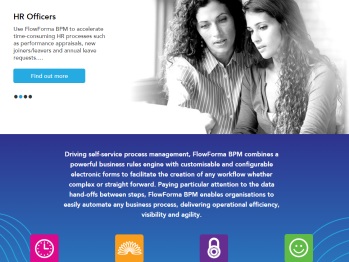 HR Officers
Use FlowForma BPM to accelerate
time-consuming HR processes such
as performance appraisals, new
joiners/leavers and annual leave
requests....
Find out more
Driving self-service process management, FlowForma BPM combines a
powerful business rules engine with customisable and configurable
electronic forms to facilitate the creation of any workflow whether
complex or straight forward. Paying particular attention to the data
hand-offs between steps, FlowForma BPM enables organisations to
easily automate any business process, delivering operational efficiency,
visibility and agility.